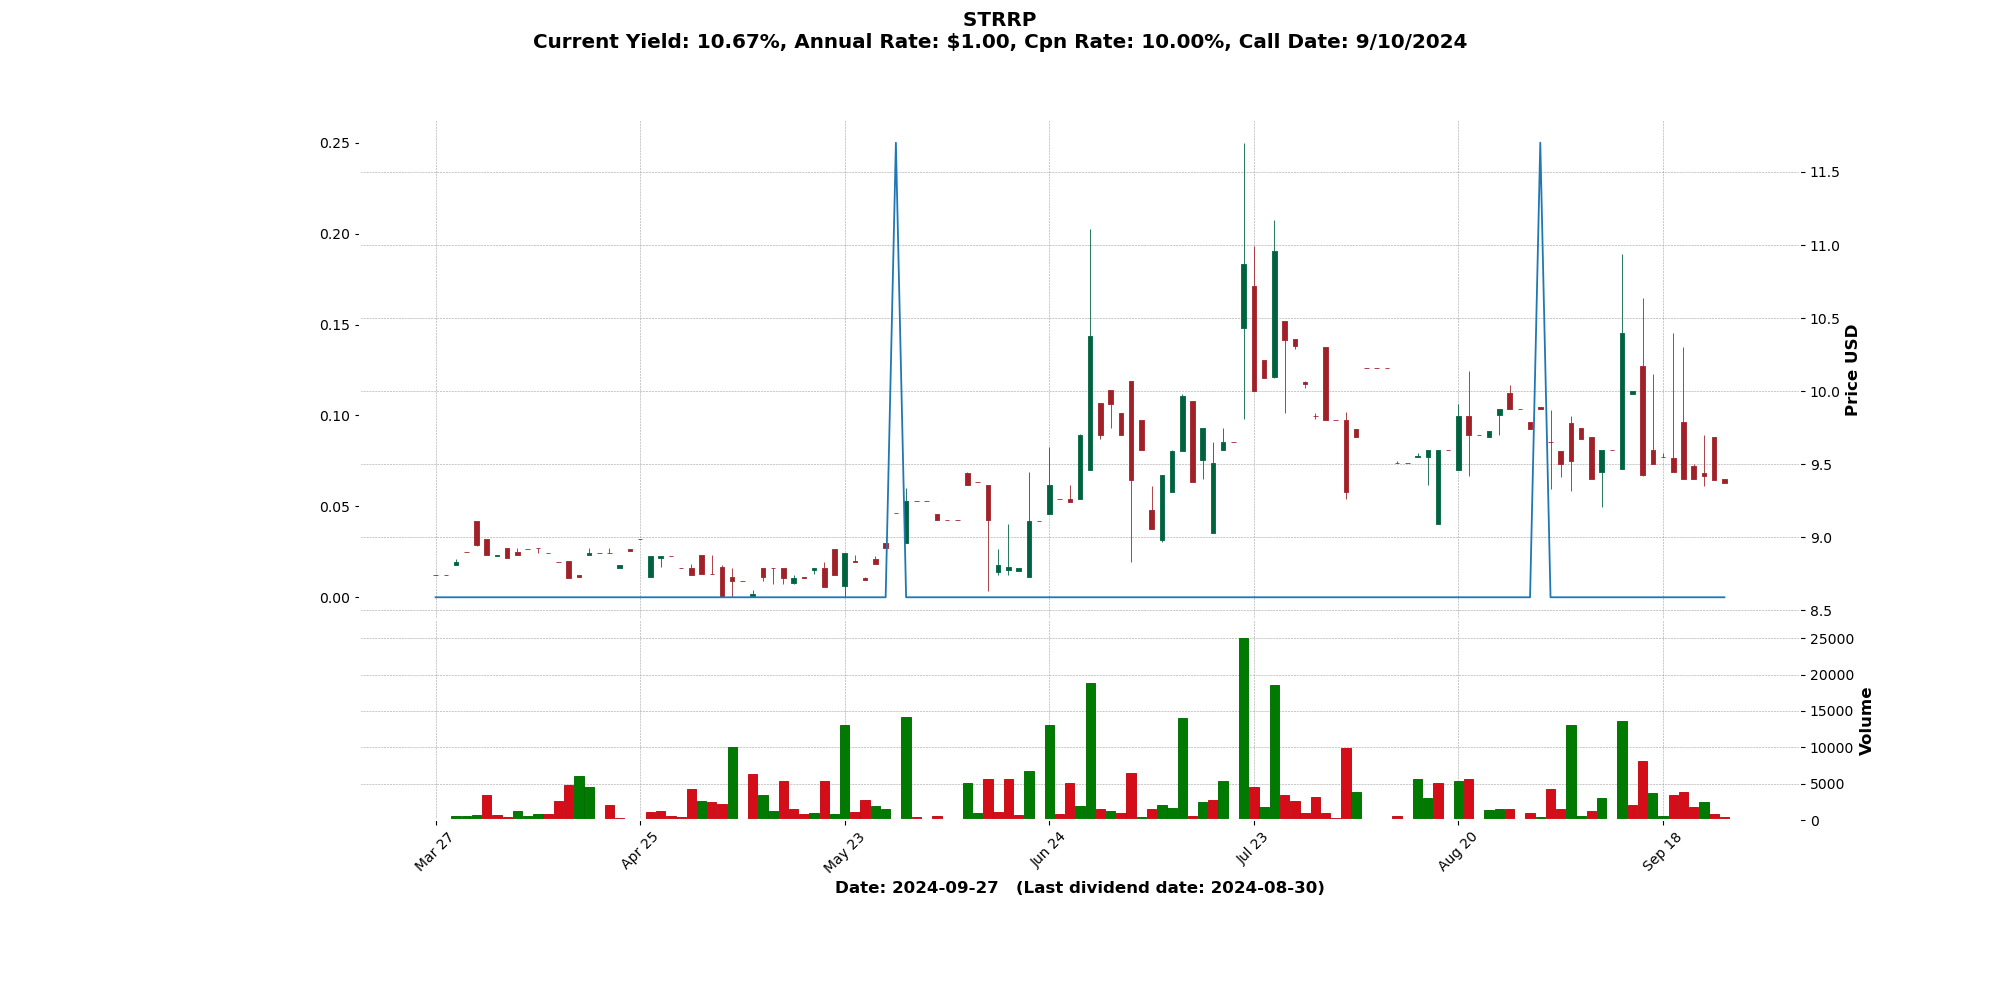 STRRP
Current Yield: 10.67%, Annual Rate: $1.00, Cpn Rate: 10.00%, Call Date: 9/10/2024
0.25
0.20
0.15
0.10
0.05
0.00
11.5
11.0
10.5
10.0
9.5
9.0
8.5
Price USD
25000
20000
15000
10000
5000
0
Volume
Mar 27
Apr 25
May 23
Jun 24
Jul 23
Aug 20
Sep 18
Date: 2024-09-27   (Last dividend date: 2024-08-30)